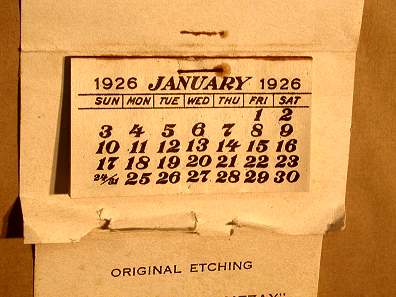 1926 JANUARY 1926
SUN MON TUE WED THU FRI SAT
1 2
3 4 5 6 7 8 9
10 11 12 13 14 15 16
17 18 19 20 21 22 23
24/31 25 26 27 28 29 30
ORIGINAL ETCHING